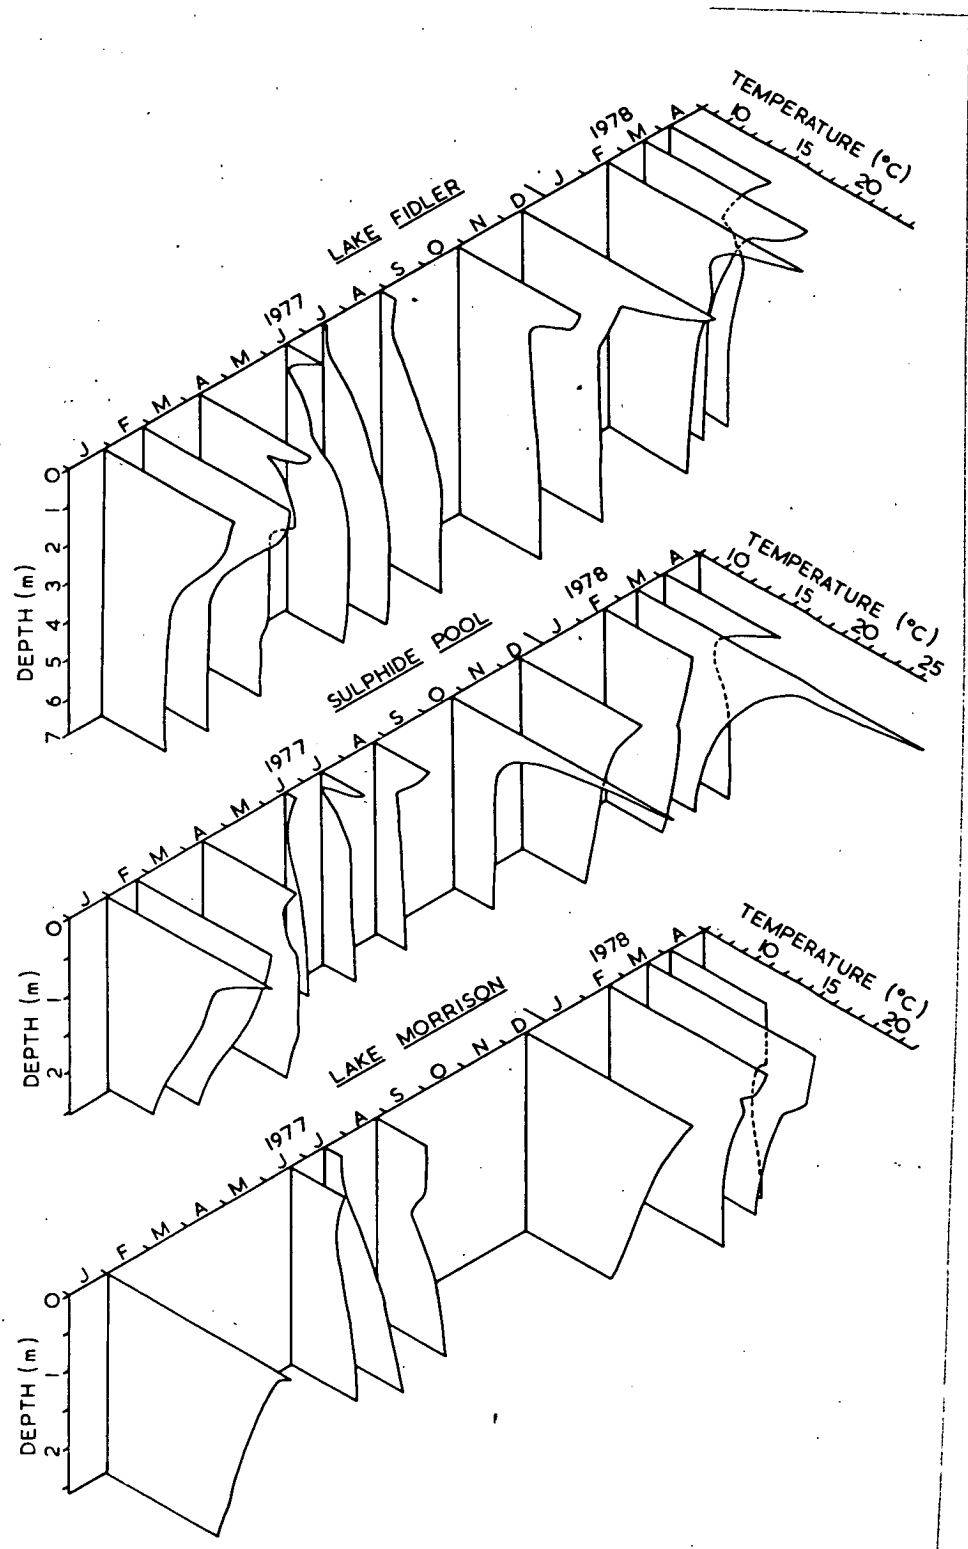 TEMPERATURE (°C)
10 15 20
LAKE FIDLER
1977 1978
J F M A M J J A S O N D J F M A
DEPTH (m)
0 1 2 3 4 5 6 7
TEMPERATURE (°C)
10 15 20 25
SULPHIDE POOL
1977 1978
J F M A M J J A S O N D J F M A
DEPTH (m)
0 1 2
TEMPERATURE (°C)
10 15 20
LAKE MORRISON
1977 1978
J F M A M J J A S O N D J F M A
DEPTH (m)
0 1 2